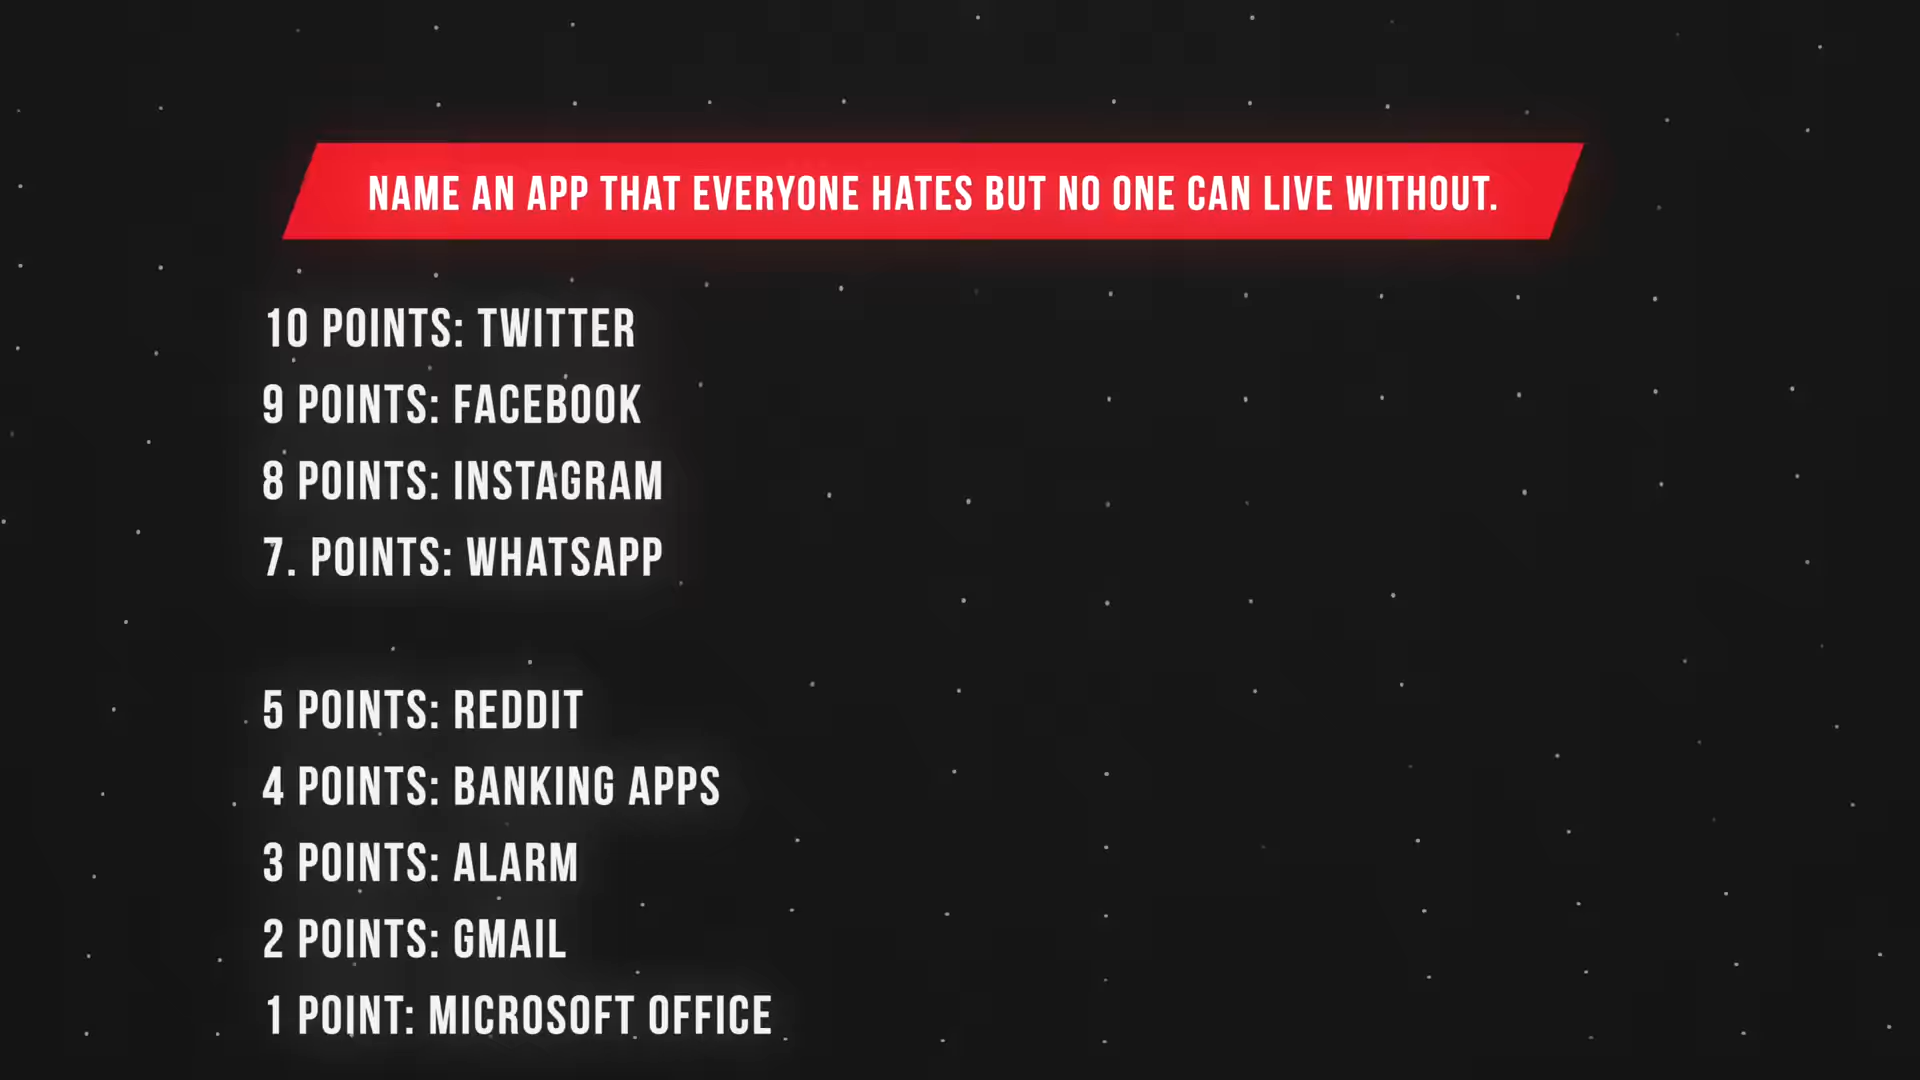 NAME AN APP THAT EVERYONE HATES BUT NO ONE CAN LIVE WITHOUT.
10 POINTS: TWITTER
9 POINTS: FACEBOOK
8 POINTS: INSTAGRAM
7. POINTS: WHATSAPP
5 POINTS: REDDIT
4 POINTS: BANKING APPS
3 POINTS: ALARM
2 POINTS: GMAIL
1 POINT: MICROSOFT OFFICE